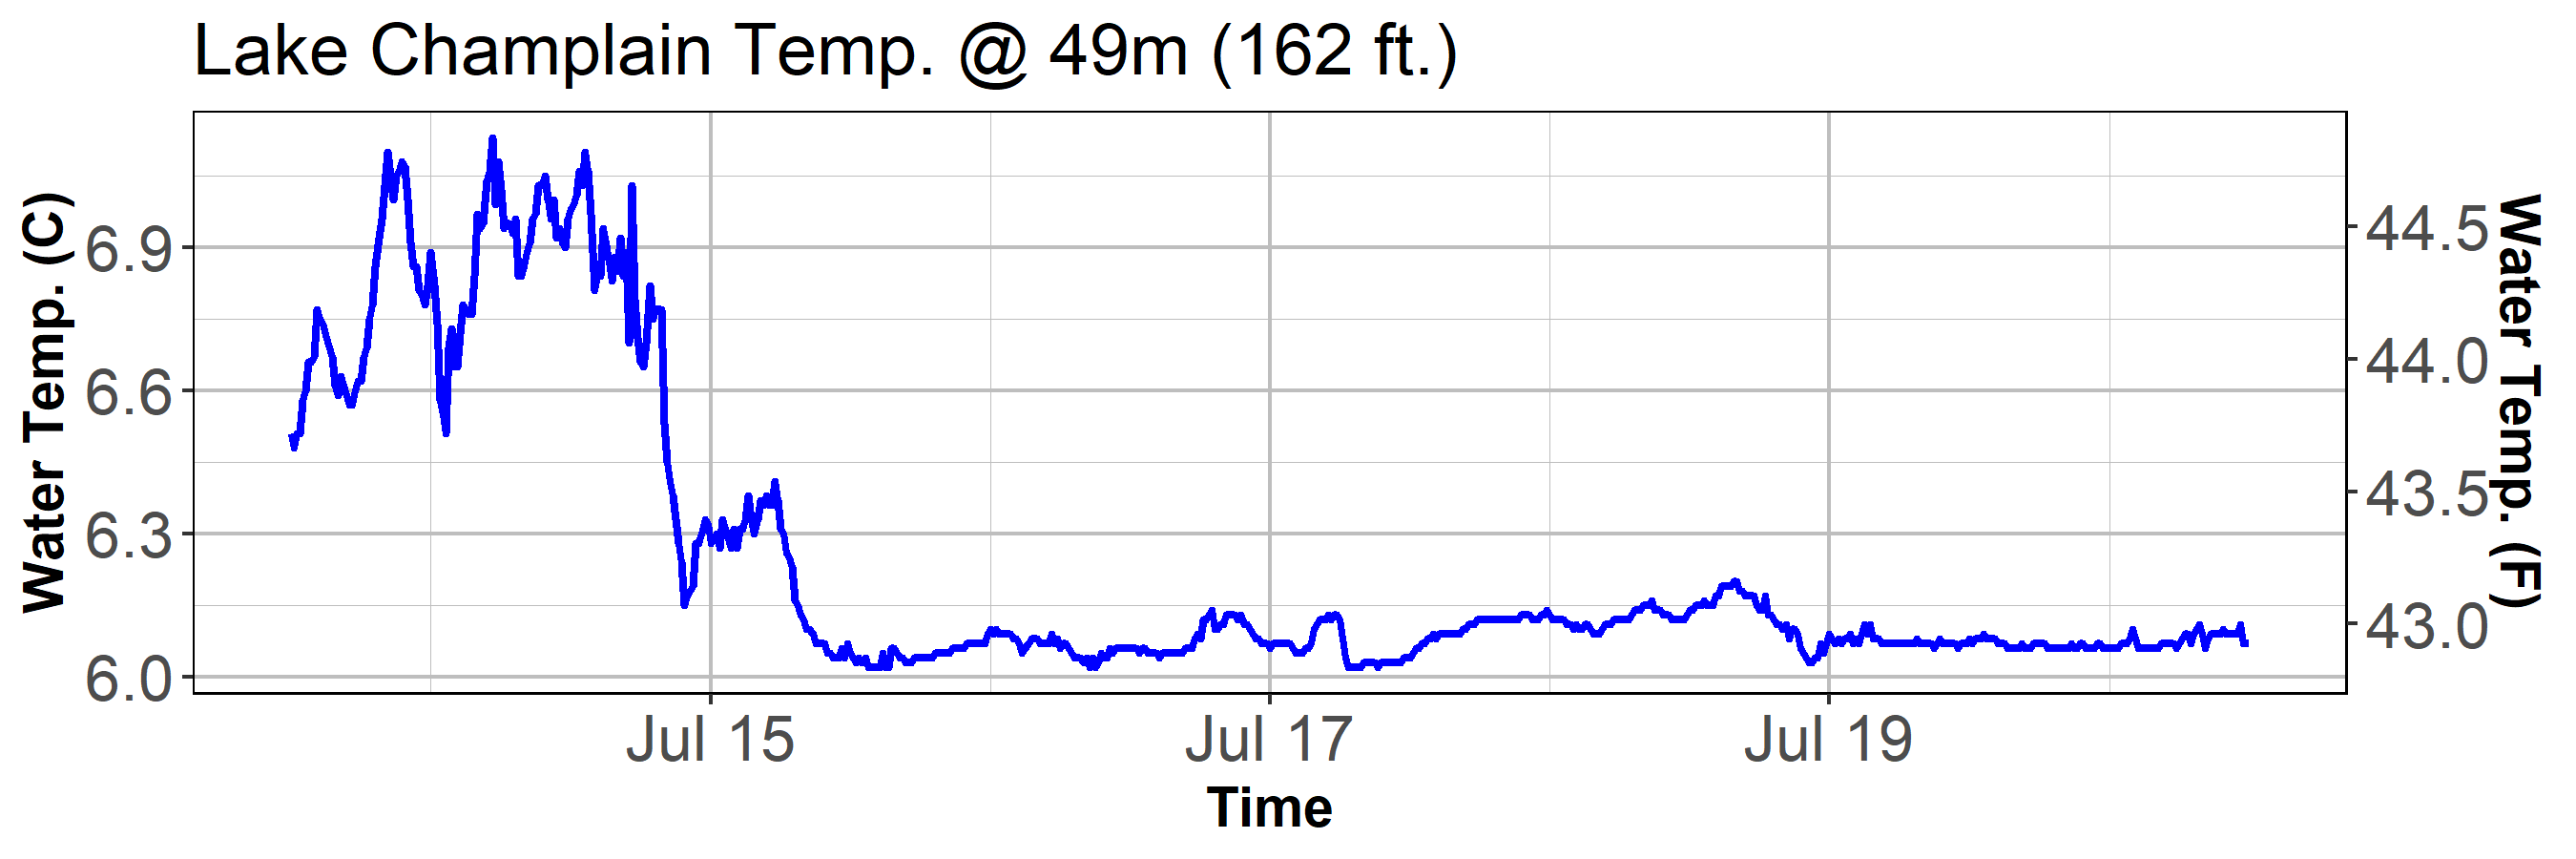 Lake Champlain Temp. @ 49m (162 ft.)
Water Temp. (C)
6.9
6.6
6.3
6.0
44.5
44.0
43.5
43.0
Water Temp. (F)
Jul 15
Jul 17
Jul 19
Time